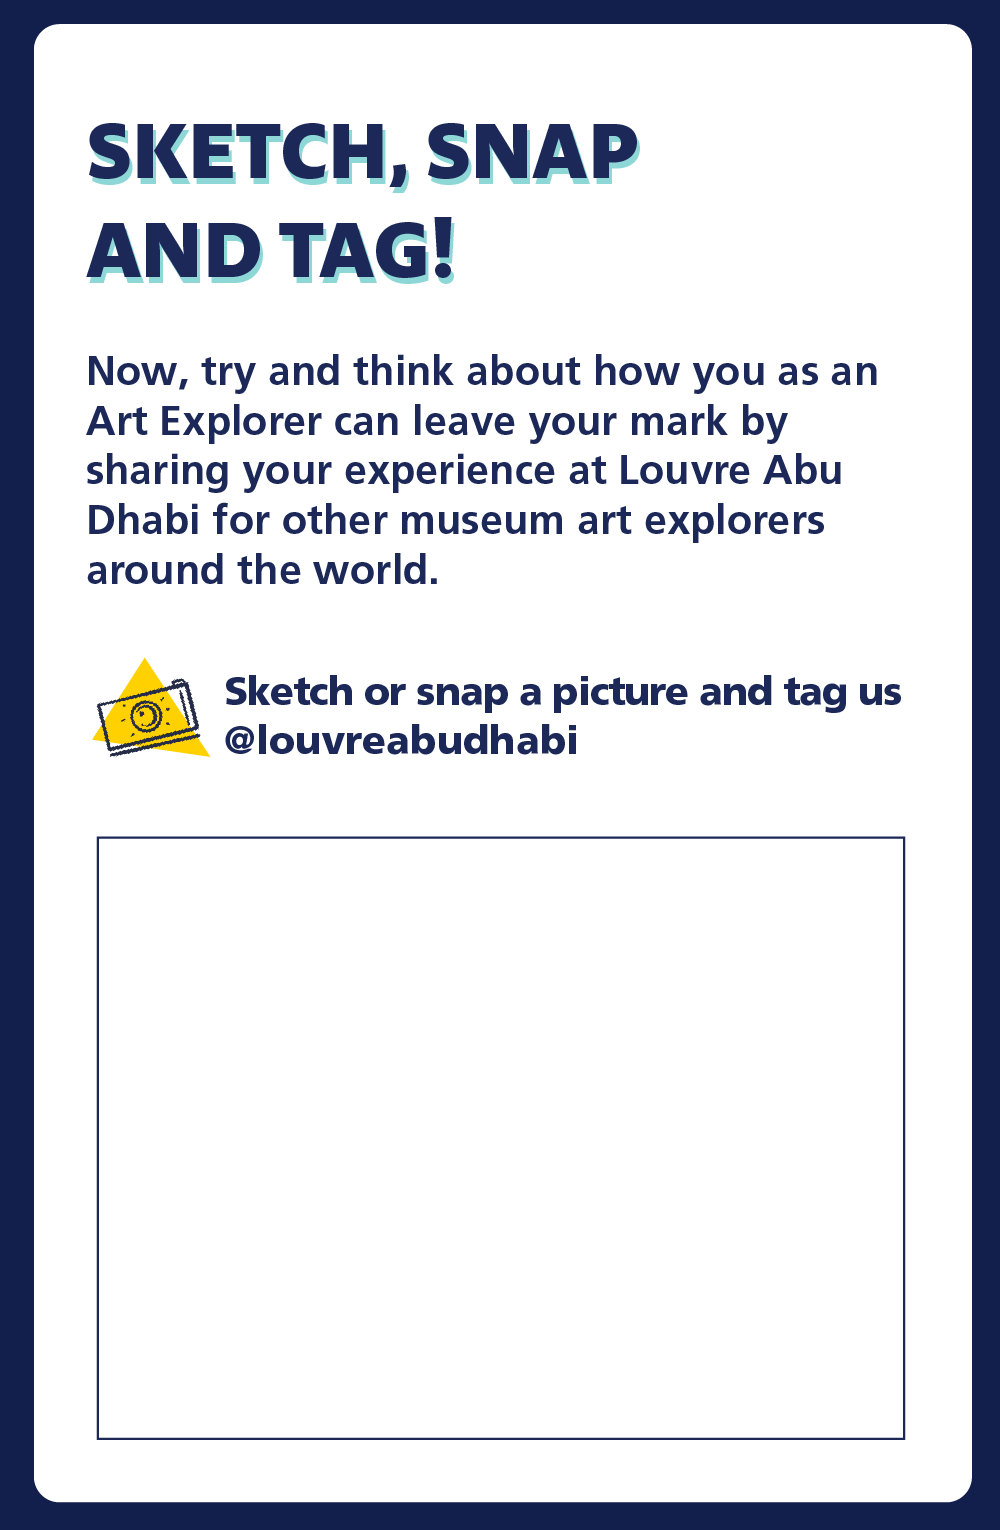 SKETCH, SNAP
AND TAG!
Now, try and think about how you as an
Art Explorer can leave your mark by
sharing your experience at Louvre Abu
Dhabi for other museum art explorers
around the world.
Sketch or snap a picture and tag us
@louvreabudhabi